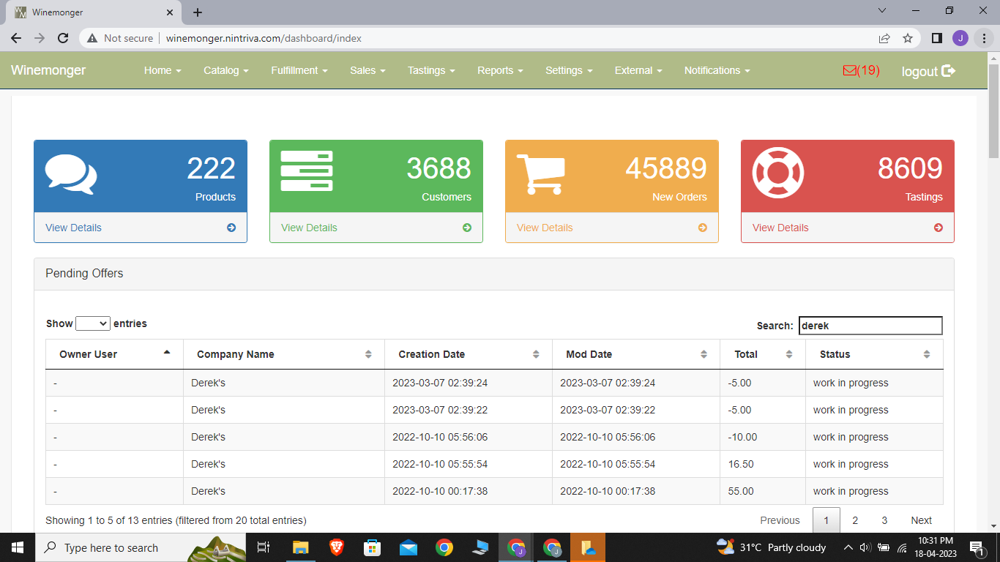 Winemonger
Not secure winemonger.nintriva.com/dashboard/index J
Winemonger Home Catalog Fulfillment Sales Tastings Reports Settings External Notifications (19) logout
222 3688 45889 8609
Products Customers New Orders Tastings
View Details View Details View Details View Details
Pending Offers
Show entries Search: derek
Owner User Company Name Creation Date Mod Date Total Status
- Derek's 2023-03-07 02:39:24 2023-03-07 02:39:24 -5.00 work in progress
- Derek's 2023-03-07 02:39:22 2023-03-07 02:39:22 -5.00 work in progress
- Derek's 2022-10-10 05:56:06 2022-10-10 05:56:06 -10.00 work in progress
- Derek's 2022-10-10 05:55:54 2022-10-10 05:55:54 16.50 work in progress
- Derek's 2022-10-10 00:17:38 2022-10-10 00:17:38 55.00 work in progress
Showing 1 to 5 of 13 entries (filtered from 20 total entries) Previous 1 2 3 Next
Type here to search J J 31°C Partly cloudy 10:31 PM 1
18-04-2023